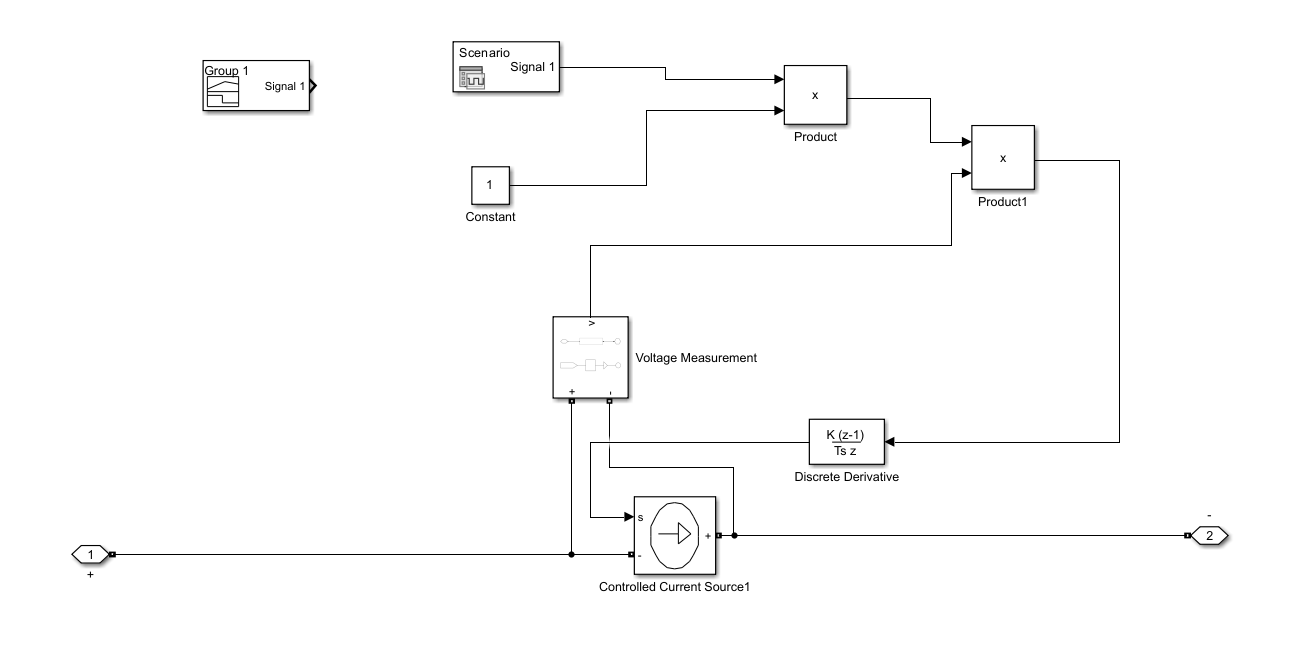 Group 1
Signal 1
Scenario
Signal 1
x
Product
x
Product1
1
Constant
v
+ -
Voltage Measurement
K (z-1)
Ts z
Discrete Derivative
s
+
-
Controlled Current Source1
1
+
-
2